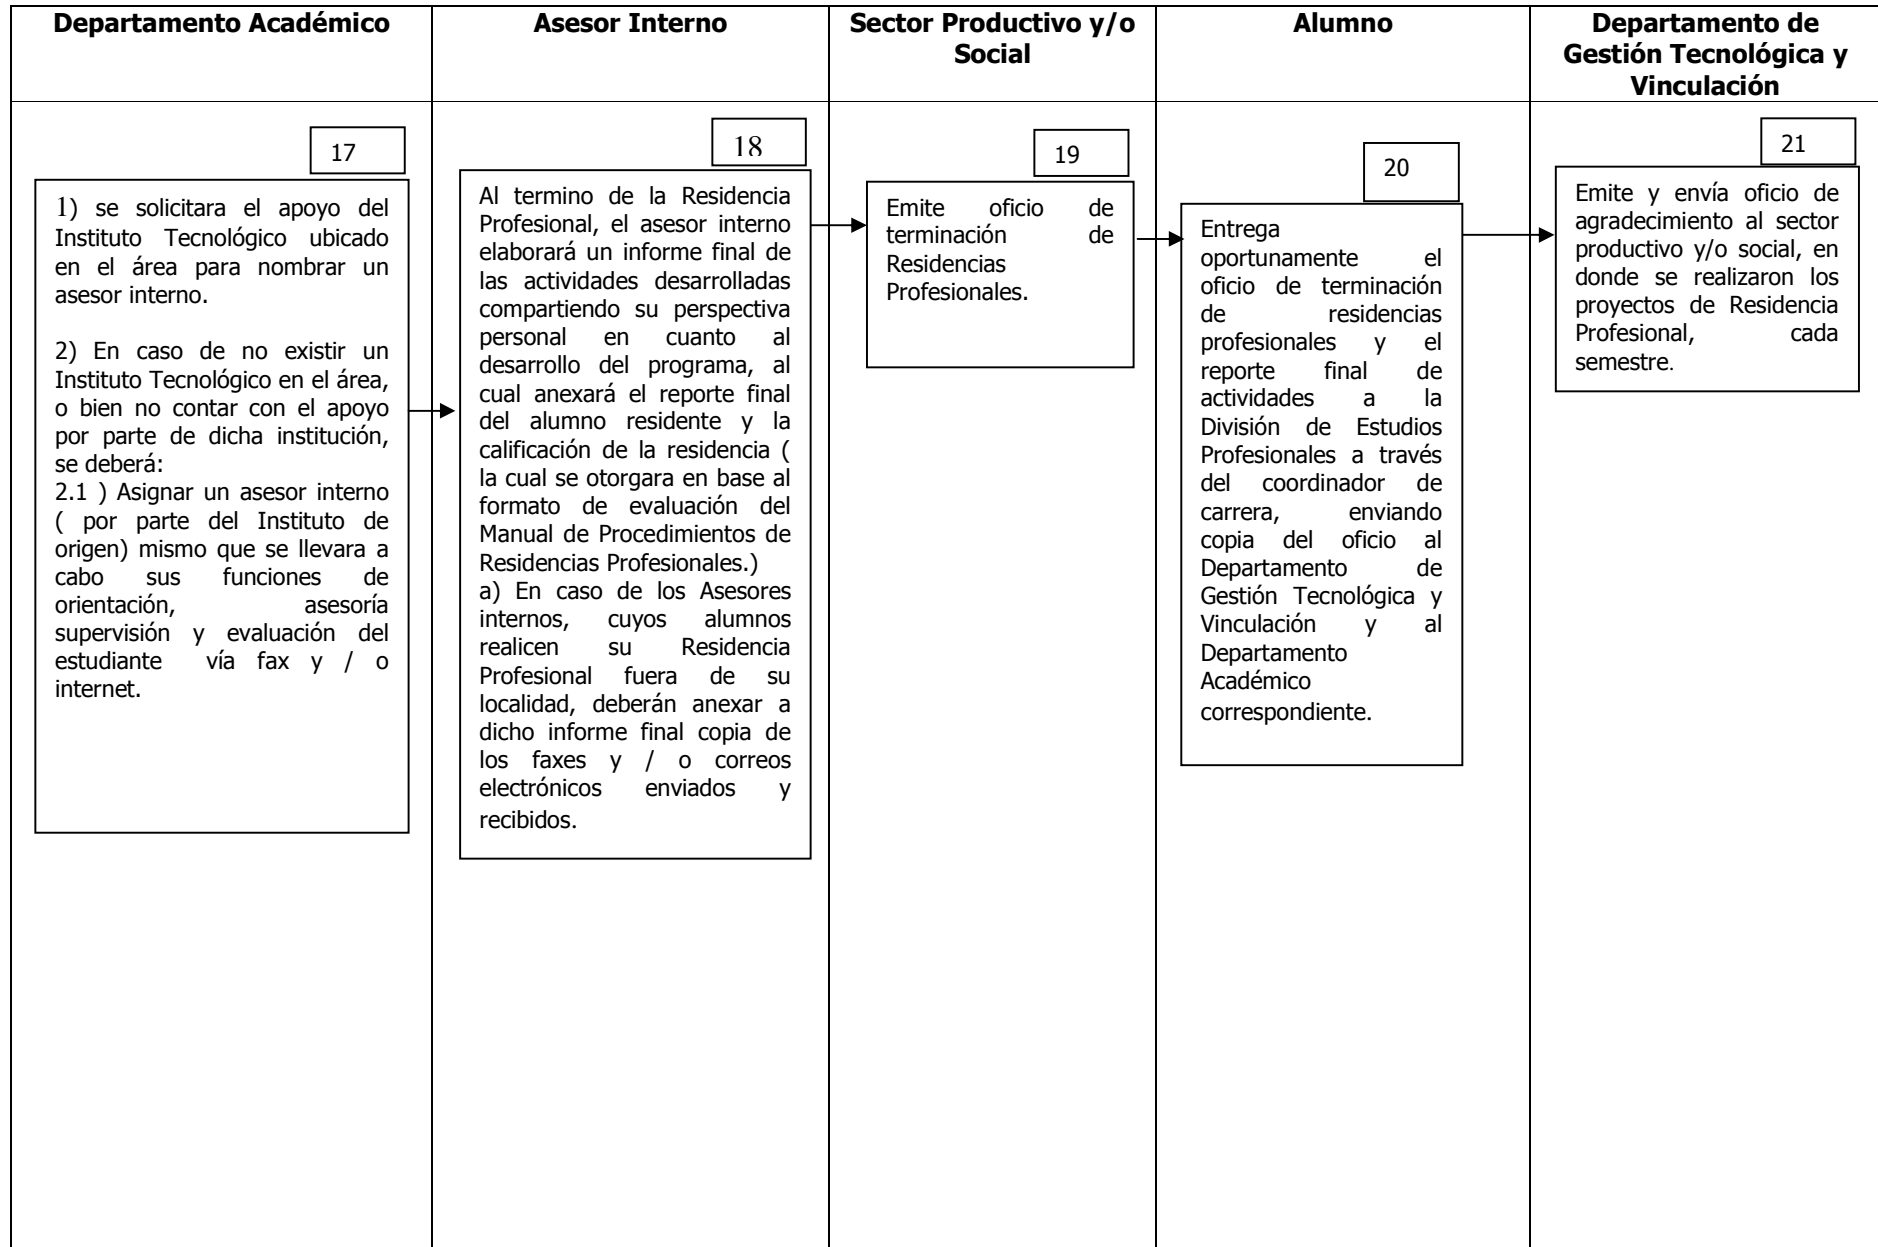 Departamento Académico
Asesor Interno
Sector Productivo y/o
Social
Alumno
Departamento de
Gestión Tecnológica y
Vinculación
17
1) se solicitara el apoyo del
Instituto Tecnológico ubicado
en el área para nombrar un
asesor interno.
2) En caso de no existir un
Instituto Tecnológico en el área,
o bien no contar con el apoyo
por parte de dicha institución,
se deberá:
2.1 ) Asignar un asesor interno
( por parte del Instituto de
origen) mismo que se llevara a
cabo sus funciones de
orientación, asesoría
supervisión y evaluación del
estudiante vía fax y / o
internet.
18
Al termino de la Residencia
Profesional, el asesor interno
elaborará un informe final de
las actividades desarrolladas
compartiendo su perspectiva
personal en cuanto al
desarrollo del programa, al
cual anexará el reporte final
del alumno residente y la
calificación de la residencia (
la cual se otorgara en base al
formato de evaluación del
Manual de Procedimientos de
Residencias Profesionales.)
a) En caso de los Asesores
internos, cuyos alumnos
realicen su Residencia
Profesional fuera de su
localidad, deberán anexar a
dicho informe final copia de
los faxes y / o correos
electrónicos enviados y
recibidos.
19
Emite oficio de
terminación de
Residencias
Profesionales.
20
Entrega
oportunamente el
oficio de terminación
de residencias
profesionales y el
reporte final de
actividades a la
División de Estudios
Profesionales a través
del coordinador de
carrera, enviando
copia del oficio al
Departamento de
Gestión Tecnológica y
Vinculación y al
Departamento
Académico
correspondiente.
21
Emite y envía oficio de
agradecimiento al sector
productivo y/o social, en
donde se realizaron los
proyectos de Residencia
Profesional, cada
semestre.